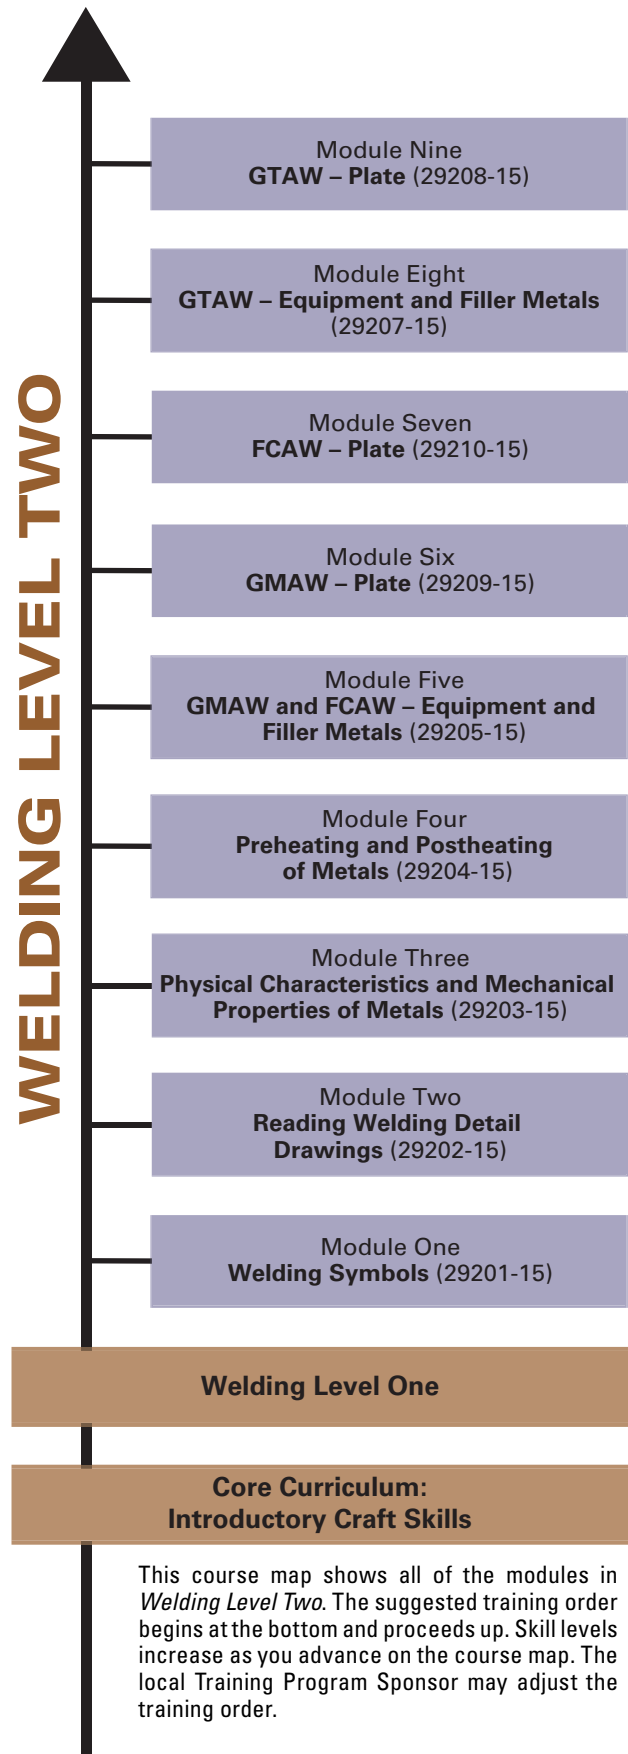 WELDING LEVEL TWO
Module Nine
GTAW – Plate (29208-15)
Module Eight
GTAW – Equipment and Filler Metals
(29207-15)
Module Seven
FCAW – Plate (29210-15)
Module Six
GMAW – Plate (29209-15)
Module Five
GMAW and FCAW – Equipment and
Filler Metals (29205-15)
Module Four
Preheating and Postheating
of Metals (29204-15)
Module Three
Physical Characteristics and Mechanical
Properties of Metals (29203-15)
Module Two
Reading Welding Detail
Drawings (29202-15)
Module One
Welding Symbols (29201-15)
Welding Level One
Core Curriculum:
Introductory Craft Skills
This course map shows all of the modules in
Welding Level Two. The suggested training order
begins at the bottom and proceeds up. Skill levels
increase as you advance on the course map. The
local Training Program Sponsor may adjust the
training order.